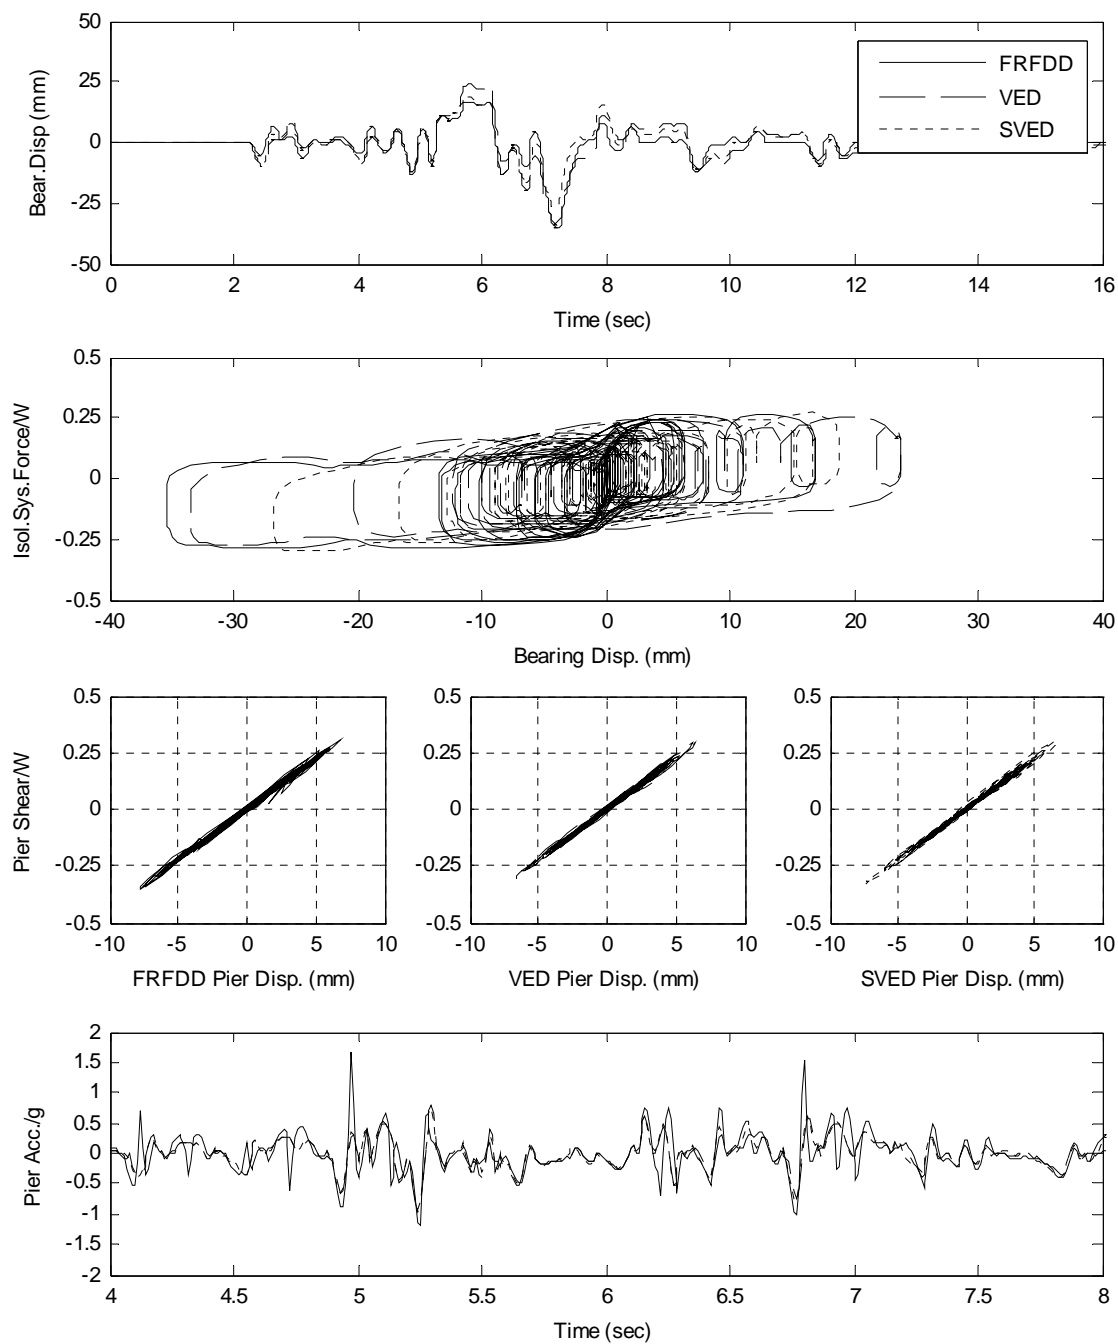 50
25
0
-25
-50
Bear.Disp (mm)
FRFDD
VED
SVED
0 2 4 6 8 10 12 14 16
Time (sec)
0.5
0.25
0
-0.25
-0.5
Isol.Sys.Force/W
-40 -30 -20 -10 0 10 20 30 40
Bearing Disp. (mm)
0.5 0.5 0.5
0.25 0.25 0.25
0 0 0
-0.25 -0.25 -0.25
-0.5 -0.5 -0.5
Pier Shear/W
-10 -5 0 5 10 -10 -5 0 5 10 -10 -5 0 5 10
FRFDD Pier Disp. (mm) VED Pier Disp. (mm) SVED Pier Disp. (mm)
2
1.5
1
0.5
0
-0.5
-1
-1.5
-2
Pier Acc./g
4 4.5 5 5.5 6 6.5 7 7.5 8
Time (sec)